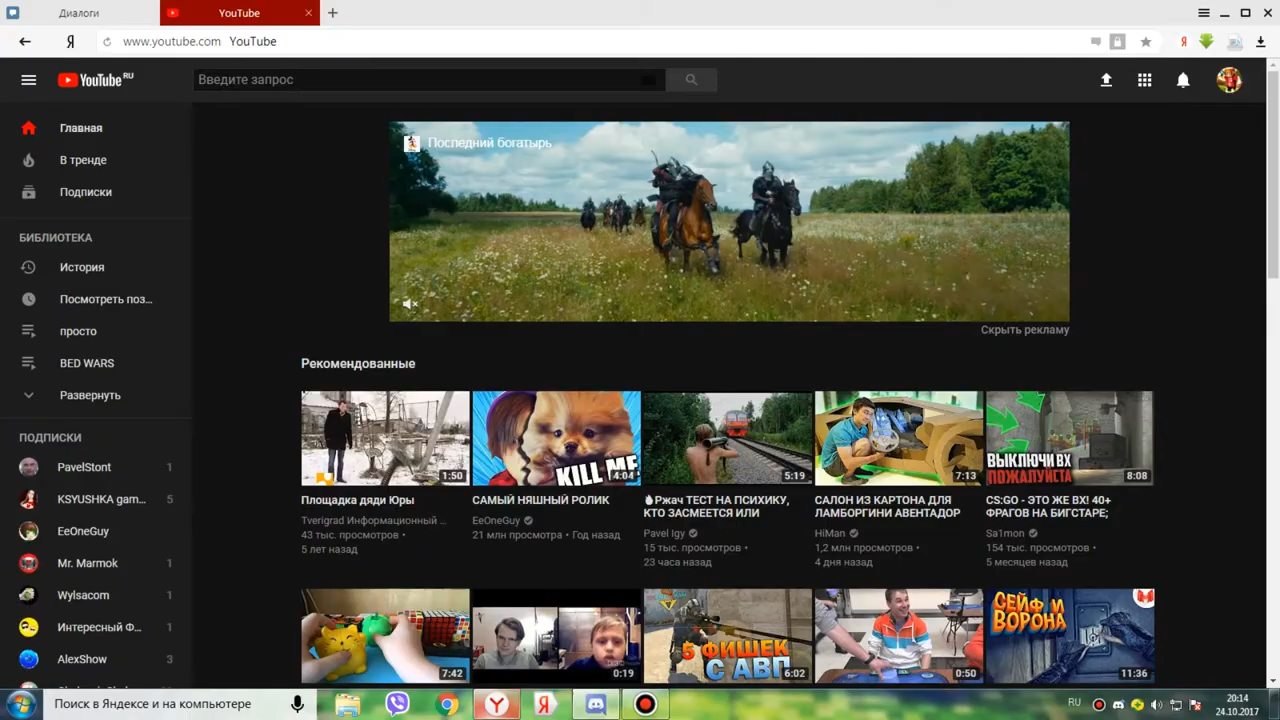 Диалоги
YouTube
www.youtube.com YouTube
YouTube RU
Введите запрос
Главная
В тренде
Подписки
БИБЛИОТЕКА
История
Посмотреть поз...
просто
BED WARS
Развернуть
ПОДПИСКИ
PavelStont 1
KSYUSHKA gam... 5
EeOneGuy
Mr. Marmok 1
Wylsacom 1
Интересный Ф... 1
AlexShow 3
Последний богатырь
Скрыть рекламу
Рекомендованные
1:50
Площадка дяди Юры
Tverigrad Информационный ...
43 тыс. просмотров •
5 лет назад
KILL ME
4:04
САМЫЙ НЯШНЫЙ РОЛИК
EeOneGuy
21 млн просмотра • Год назад
5:19
Ржач ТЕСТ НА ПСИХИКУ,
КТО ЗАСМЕЕТСЯ ИЛИ
Pavel Igy
15 тыс. просмотров •
23 часа назад
7:13
САЛОН ИЗ КАРТОНА ДЛЯ
ЛАМБОРГИНИ АВЕНТАДОР
HiMan
1,2 млн просмотров •
4 дня назад
ВЫКЛЮЧИ ВХ
ПОЖАЛУЙСТА
8:08
CS:GO - ЭТО ЖЕ ВХ! 40+
ФРАГОВ НА БИГСТАРЕ;
Sa1mon
154 тыс. просмотров •
5 месяцев назад
7:42
0:19
5 ФИШЕК
С АВП
6:02
0:50
СЕЙФ И
ВОРОНА
11:36
Поиск в Яндексе и на компьютере
RU
20:14
24.10.2017